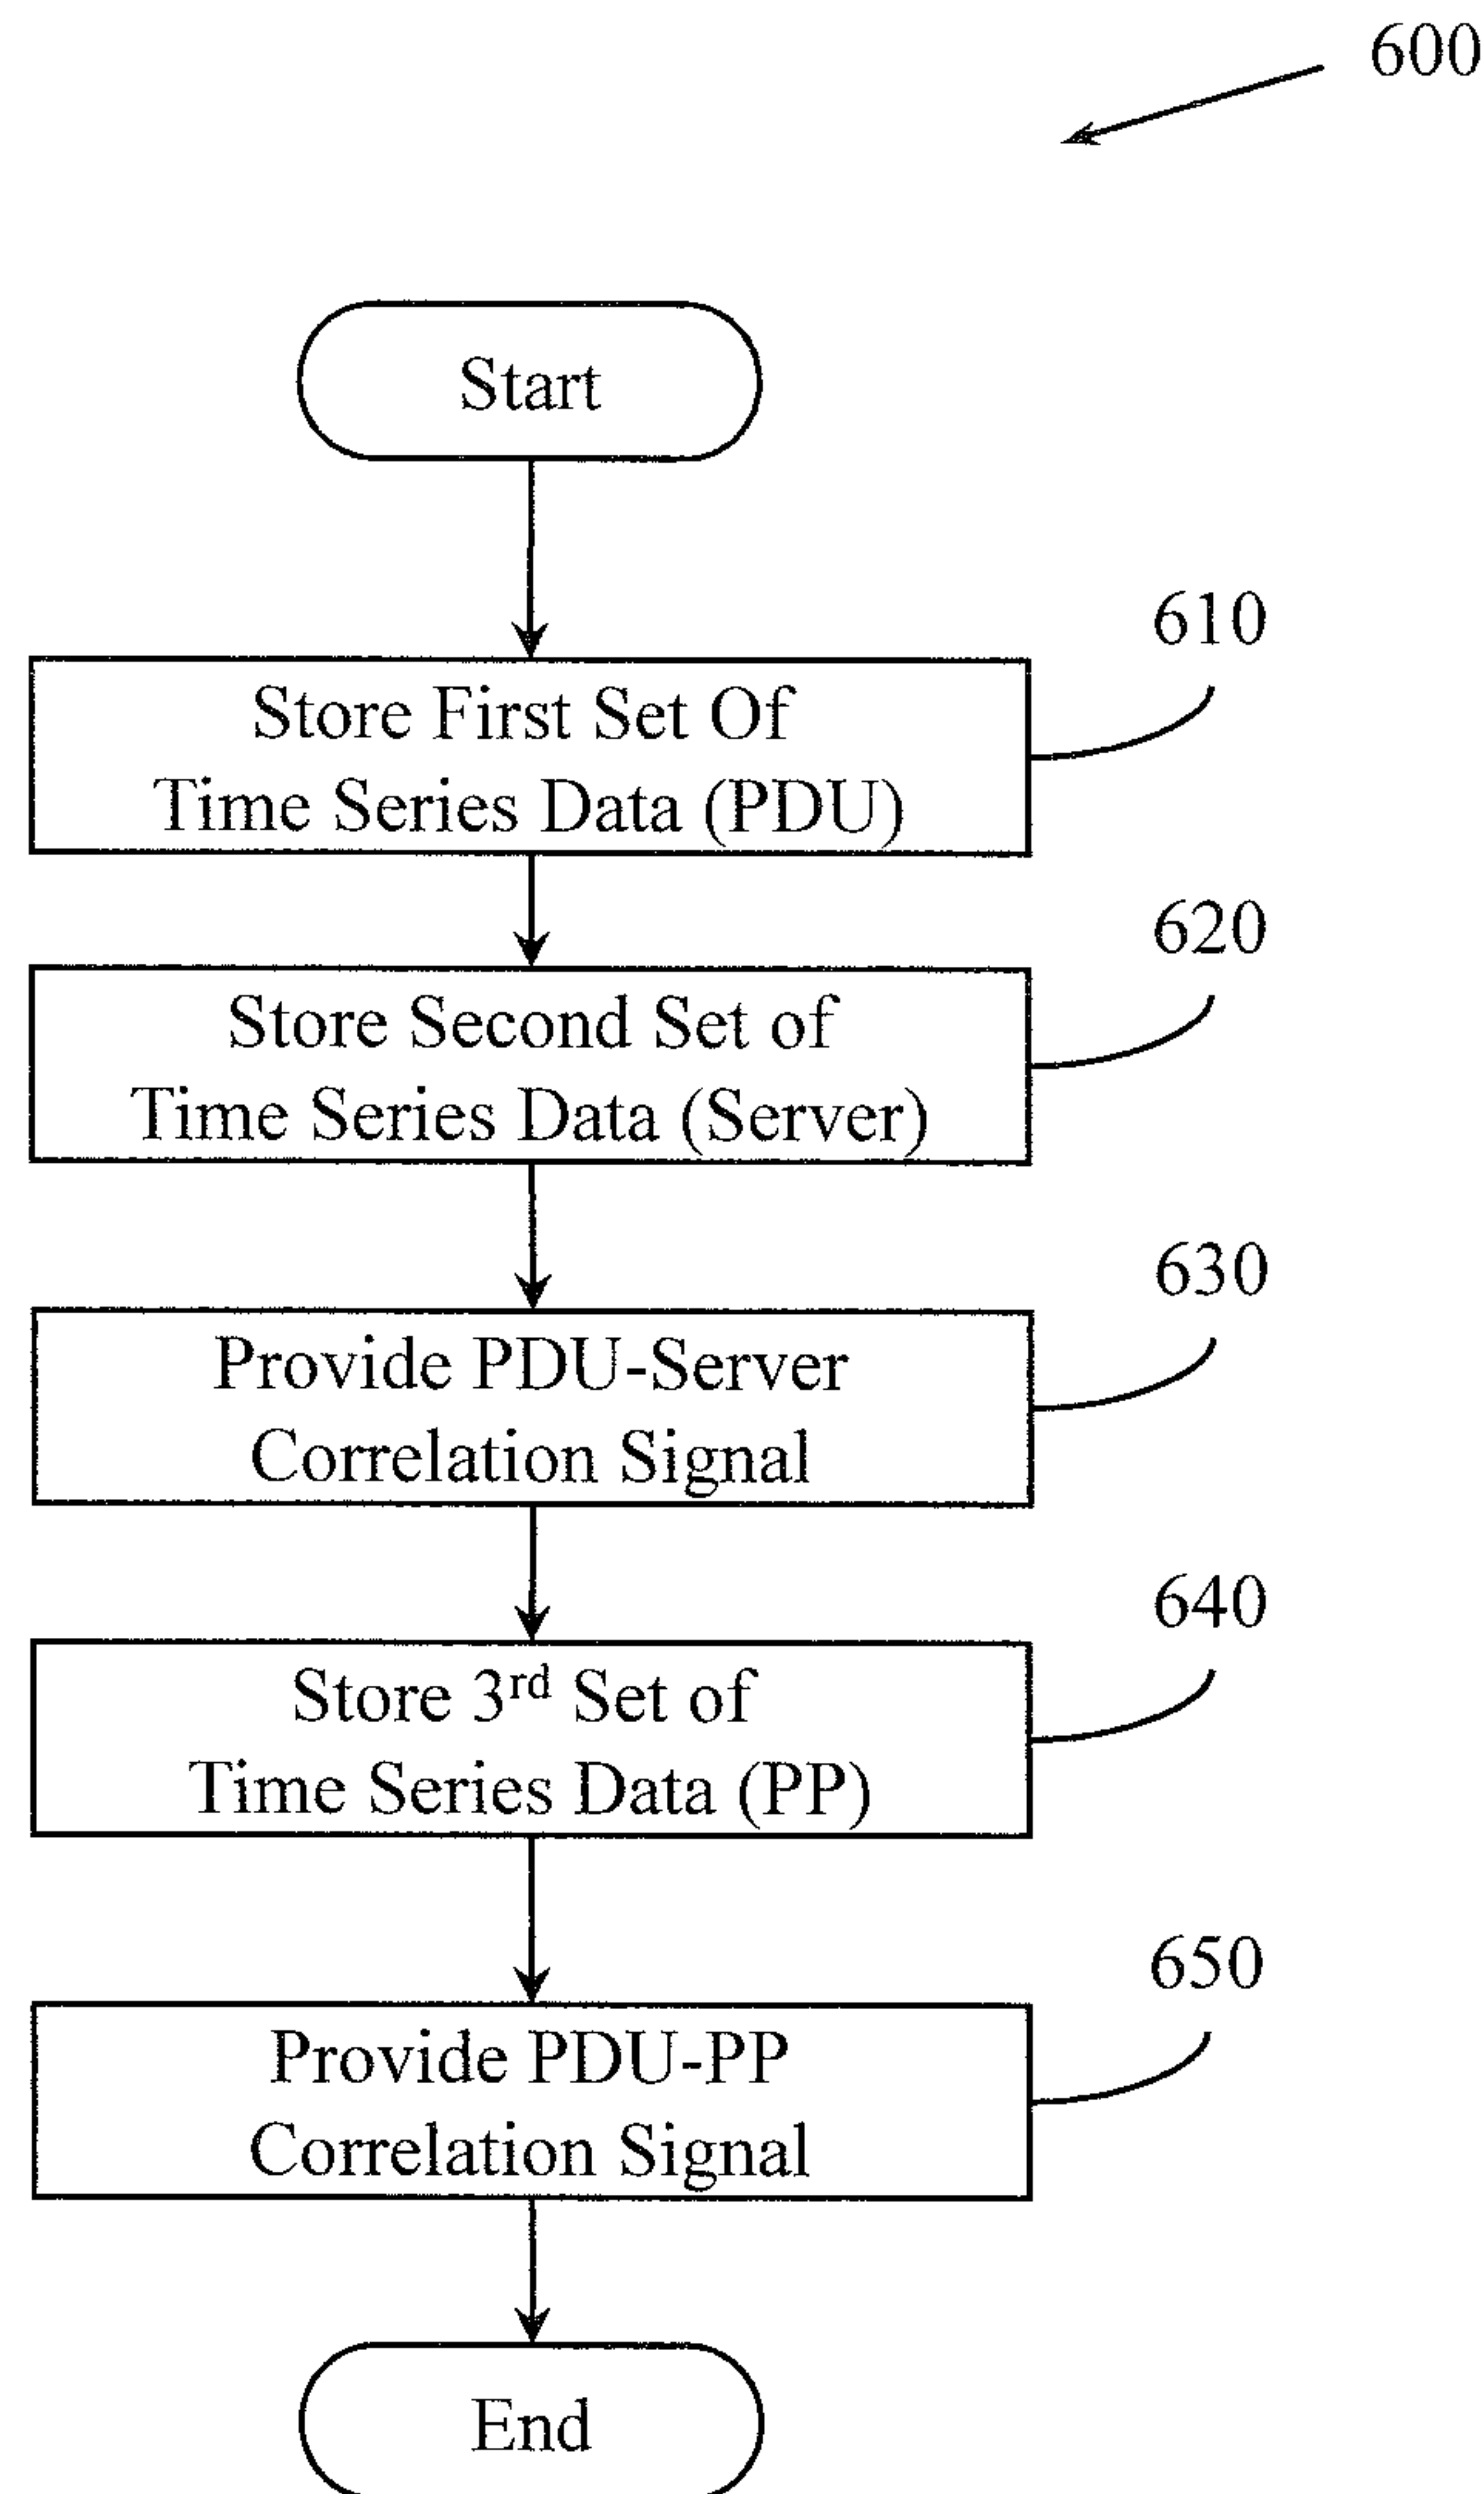 600
Start
610
Store First Set Of
Time Series Data (PDU)
620
Store Second Set of
Time Series Data (Server)
630
Provide PDU-Server
Correlation Signal
640
Store 3rd Set of
Time Series Data (PP)
650
Provide PDU-PP
Correlation Signal
End